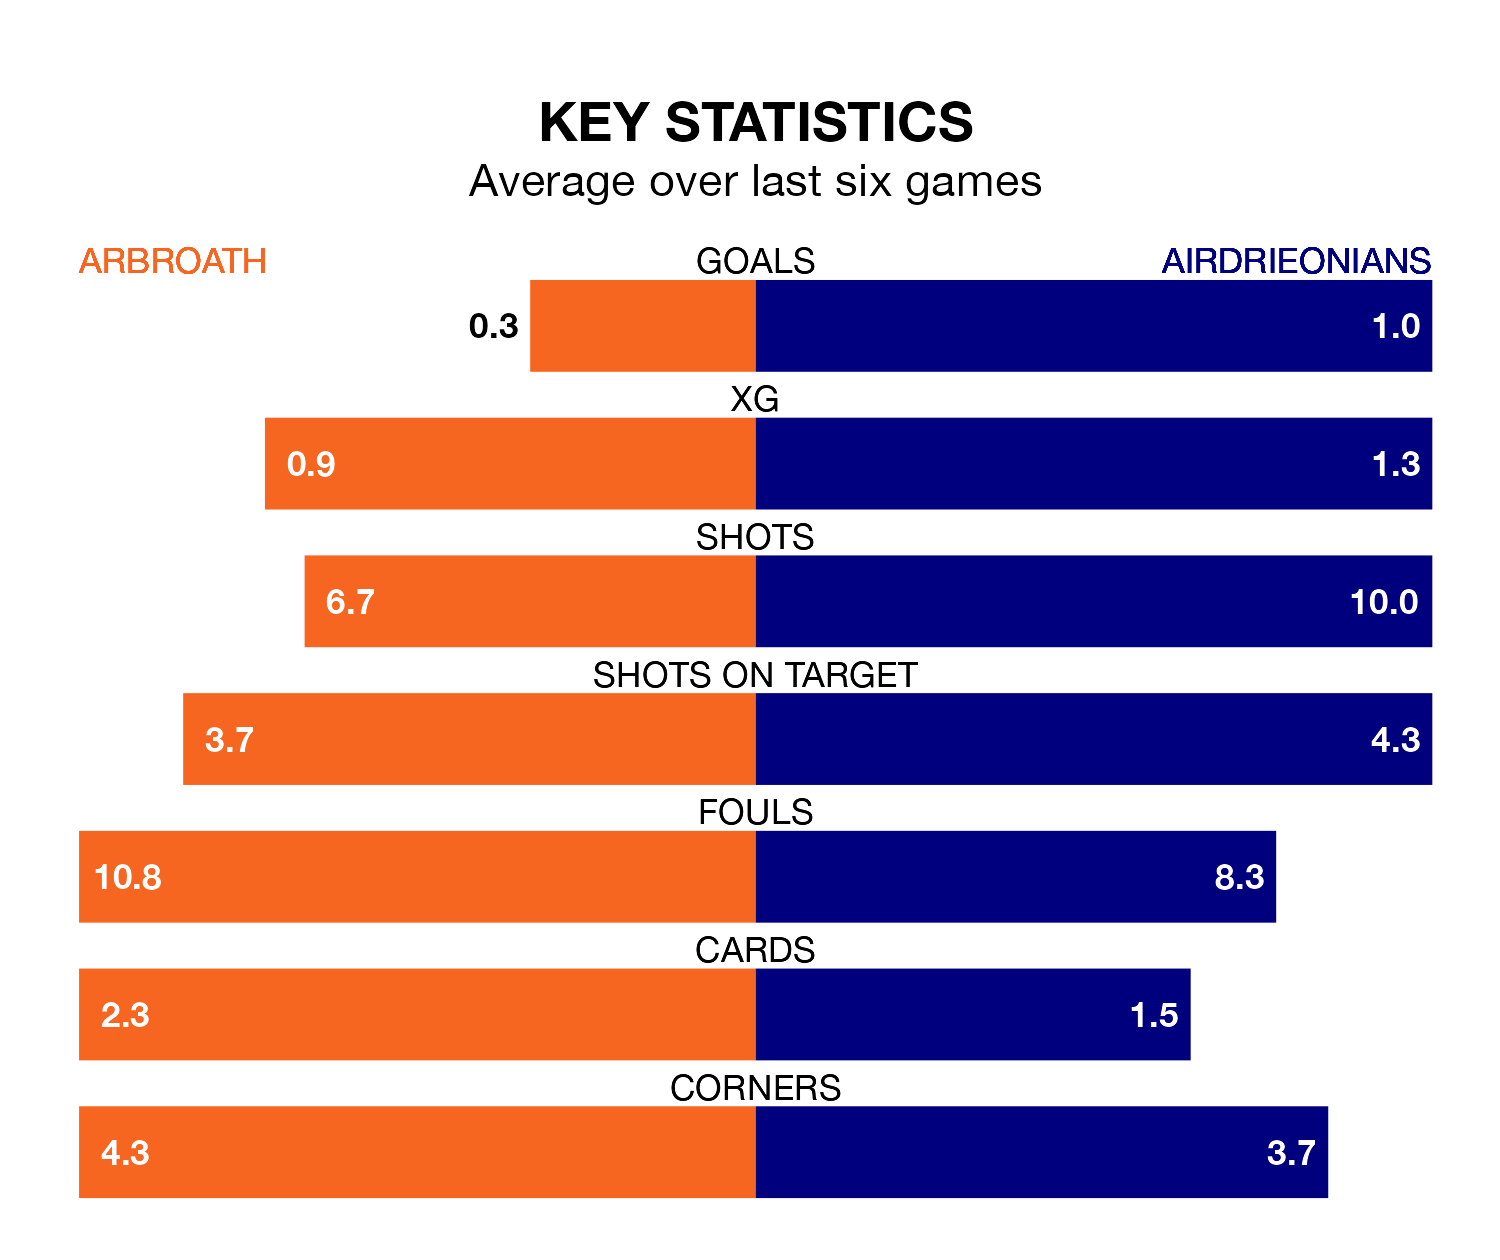 KEY STATISTICS
Average over last six games
ARBROATH GOALS AIRDRIEONIANS
0.3 1.0
XG
0.9 1.3
SHOTS
6.7 10.0
SHOTS ON TARGET
3.7 4.3
FOULS
10.8 8.3
CARDS
2.3 1.5
CORNERS
4.3 3.7